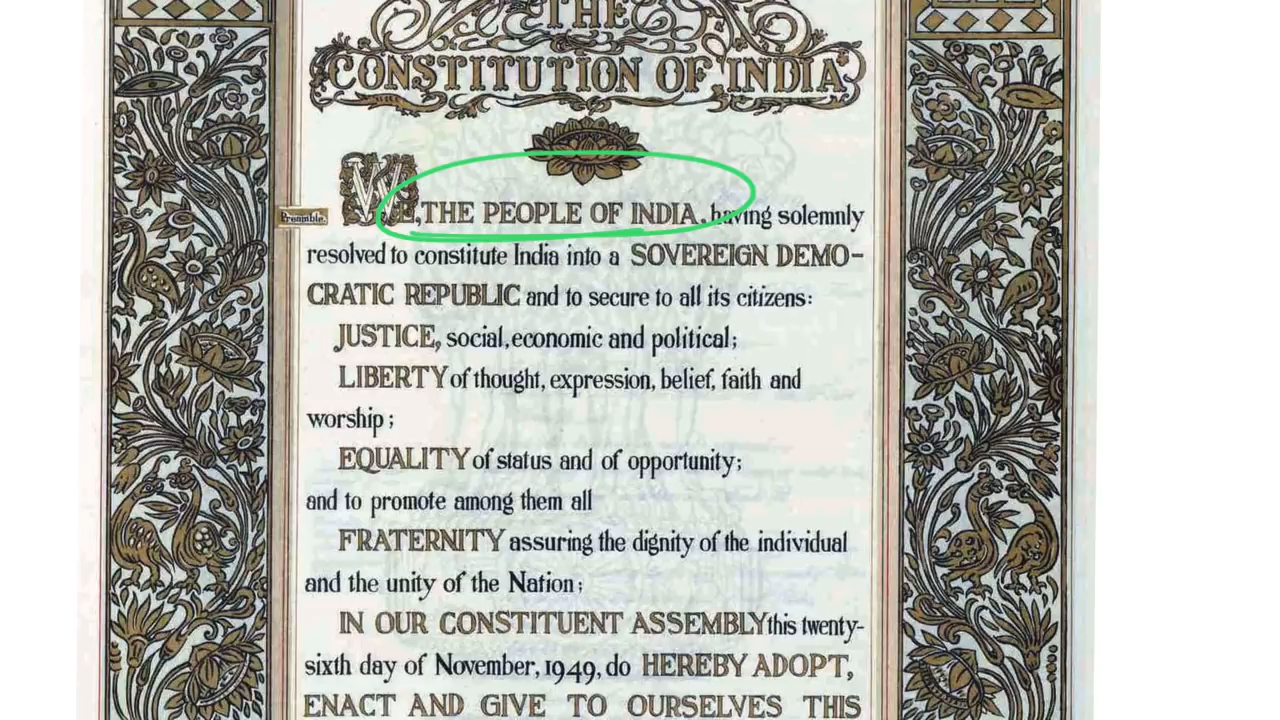 THE
CONSTITUTION OF INDIA
Preamble.
WE, THE PEOPLE OF INDIA, having solemnly
resolved to constitute India into a SOVEREIGN DEMO-
CRATIC REPUBLIC and to secure to all its citizens:
JUSTICE, social, economic and political;
LIBERTY of thought, expression, belief, faith and
worship;
EQUALITY of status and of opportunity;
and to promote among them all
FRATERNITY assuring the dignity of the individual
and the unity of the Nation;
IN OUR CONSTITUENT ASSEMBLY this twenty-
sixth day of November, 1949, do HEREBY ADOPT,
ENACT AND GIVE TO OURSELVES THIS